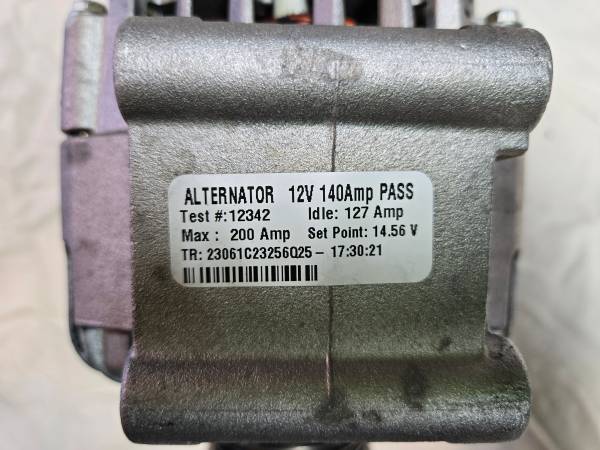 ALTERNATOR 12V 140Amp PASS
Test #:12342 Idle: 127 Amp
Max : 200 Amp Set Point: 14.56 V
TR: 23061C23256Q25- 17:30:21